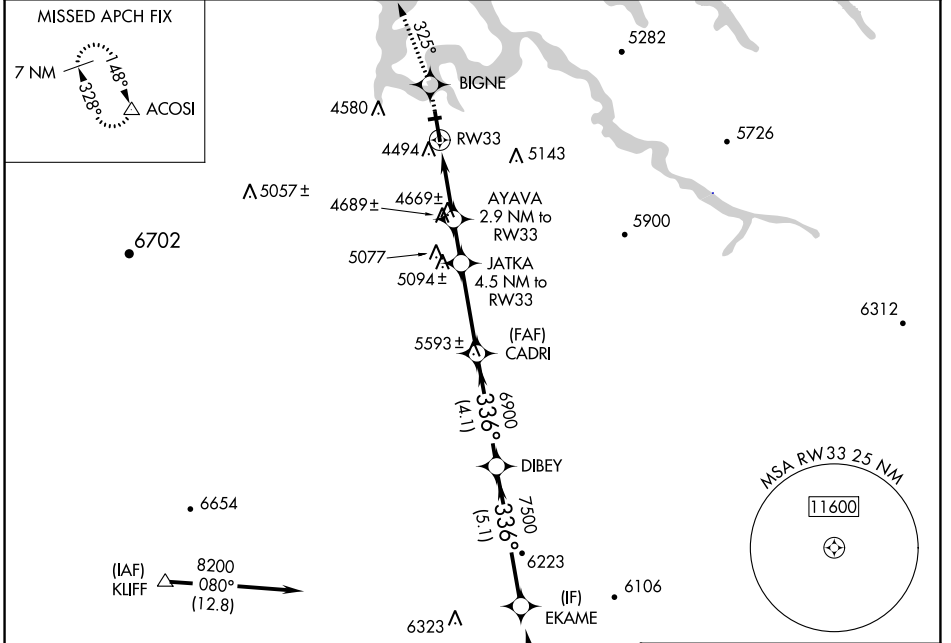 MISSED APCH FIX
7 NM
148°
328°
ACOSI
325°
BIGNE
5282
4580
RW33
4494
5143
5726
5057±
4669±
4689±
AYAVA
2.9 NM to
RW33
5900
6702
5077
5094±
JATKA
4.5 NM to
RW33
6312
5593±
(FAF)
CADRI
6900
336°
(4.1)
DIBEY
7500
336°
(5.1)
MSA RW33 25 NM
11600
6654
6223
(IAF)
KLIFF
8200
080°
(12.8)
(IF)
EKAME
6106
6323